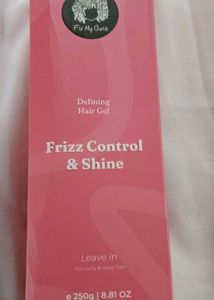 Fix My Curls
Defining
Hair Gel
Frizz Control
& Shine
Leave in
For curly & wavy hair
e 250g | 8.81 OZ